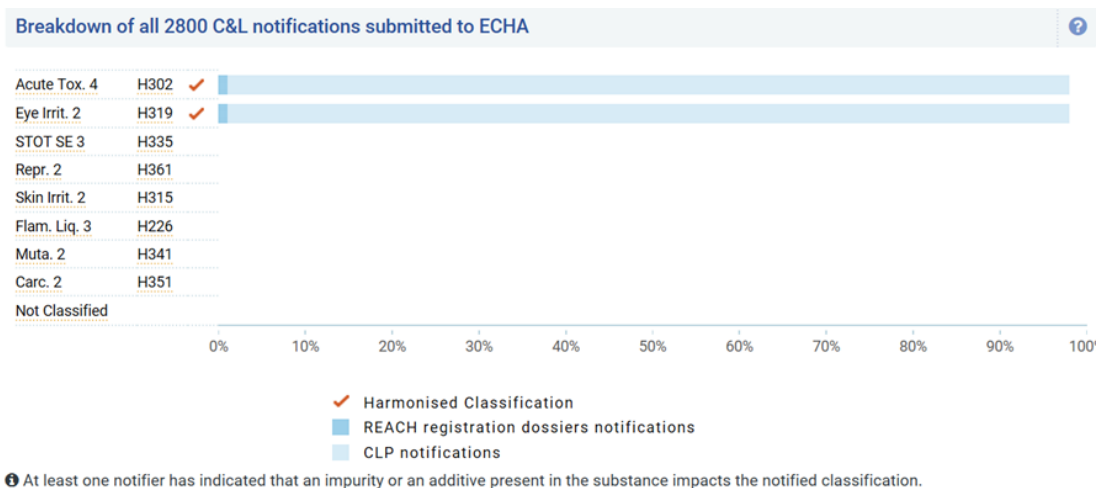 Breakdown of all 2800 C&L notifications submitted to ECHA ?
Acute Tox. 4 H302
Eye Irrit. 2 H319
STOT SE 3 H335
Repr. 2 H361
Skin Irrit. 2 H315
Flam. Liq. 3 H226
Muta. 2 H341
Carc. 2 H351
Not Classified
0% 10% 20% 30% 40% 50% 60% 70% 80% 90% 100%
Harmonised Classification
REACH registration dossiers notifications
CLP notifications
At least one notifier has indicated that an impurity or an additive present in the substance impacts the notified classification.